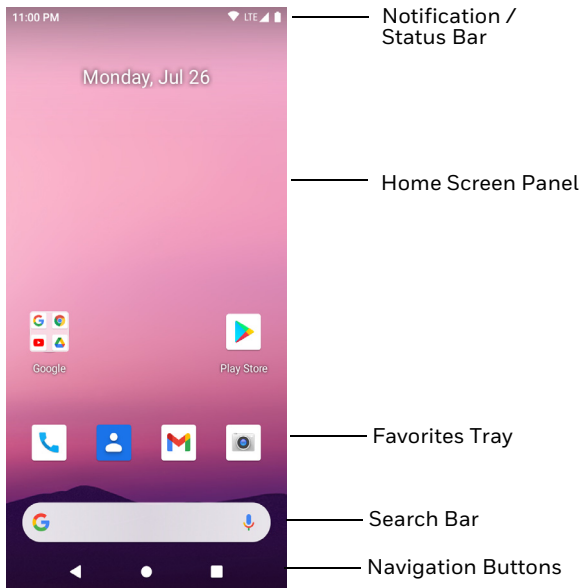 11:00 PM
LTE
Notification /
Status Bar
Monday, Jul 26
Home Screen Panel
Google
Play Store
Favorites Tray
Search Bar
Navigation Buttons